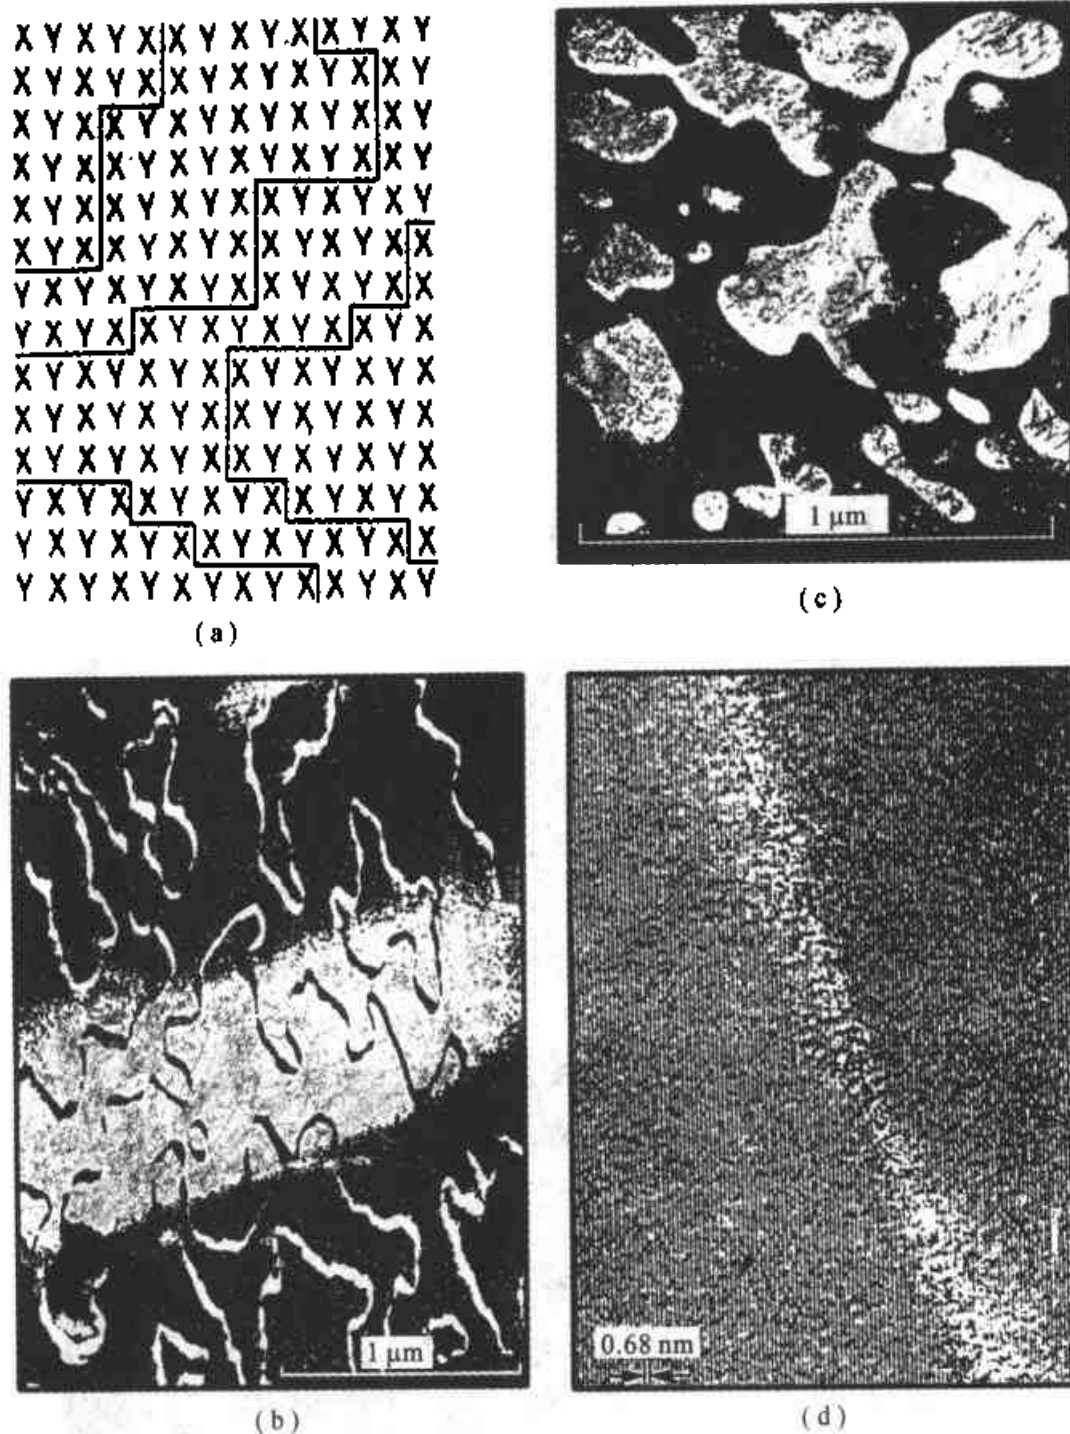 X Y X Y X X Y X Y X X Y X Y
X Y X Y X X Y X Y X Y X X Y
X Y X X Y X Y X Y X Y X X Y
X Y X X Y X Y X Y X Y X X Y
X Y X X Y X Y X X Y X Y X Y
X Y X X Y X Y X X Y X Y X X
Y X Y X Y X Y X X Y X Y X X
Y X Y X X Y X Y X Y X X Y X
X Y X Y X Y X X Y X Y X Y X
X Y X Y X Y X X Y X Y X Y X
X Y X Y X Y X X Y X Y X Y X
Y X Y X X Y X Y X X Y X Y X
Y X Y X Y X X Y X Y X Y X X
Y X Y X Y X Y X Y X X Y X Y
(a)
1 μm
(c)
1 μm
(b)
0.68 nm
(d)